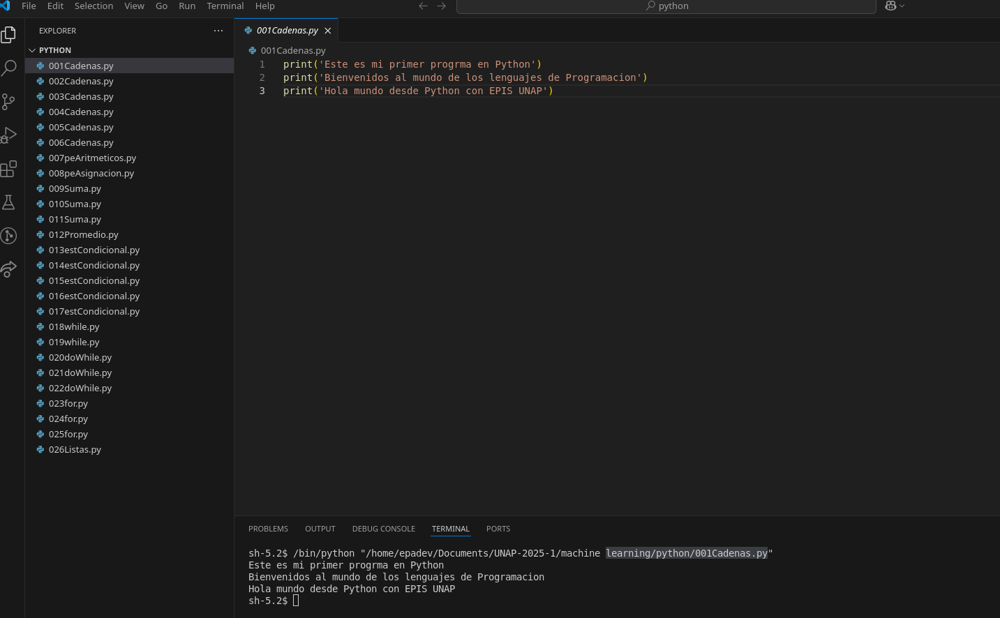 File Edit Selection View Go Run Terminal Help
python
EXPLORER
PYTHON
001Cadenas.py
002Cadenas.py
003Cadenas.py
004Cadenas.py
005Cadenas.py
006Cadenas.py
007peAritmeticos.py
008peAsignacion.py
009Suma.py
010Suma.py
011Suma.py
012Promedio.py
013estCondicional.py
014estCondicional.py
015estCondicional.py
016estCondicional.py
017estCondicional.py
018while.py
019while.py
020doWhile.py
021doWhile.py
022doWhile.py
023for.py
024for.py
025for.py
026Listas.py
001Cadenas.py
001Cadenas.py
1 print('Este es mi primer progrma en Python')
2 print('Bienvenidos al mundo de los lenguajes de Programacion')
3 print('Hola mundo desde Python con EPIS UNAP')
PROBLEMS OUTPUT DEBUG CONSOLE TERMINAL PORTS
sh-5.2$ /bin/python "/home/epadev/Documents/UNAP-2025-1/machine learning/python/001Cadenas.py"
Este es mi primer progrma en Python
Bienvenidos al mundo de los lenguajes de Programacion
Hola mundo desde Python con EPIS UNAP
sh-5.2$